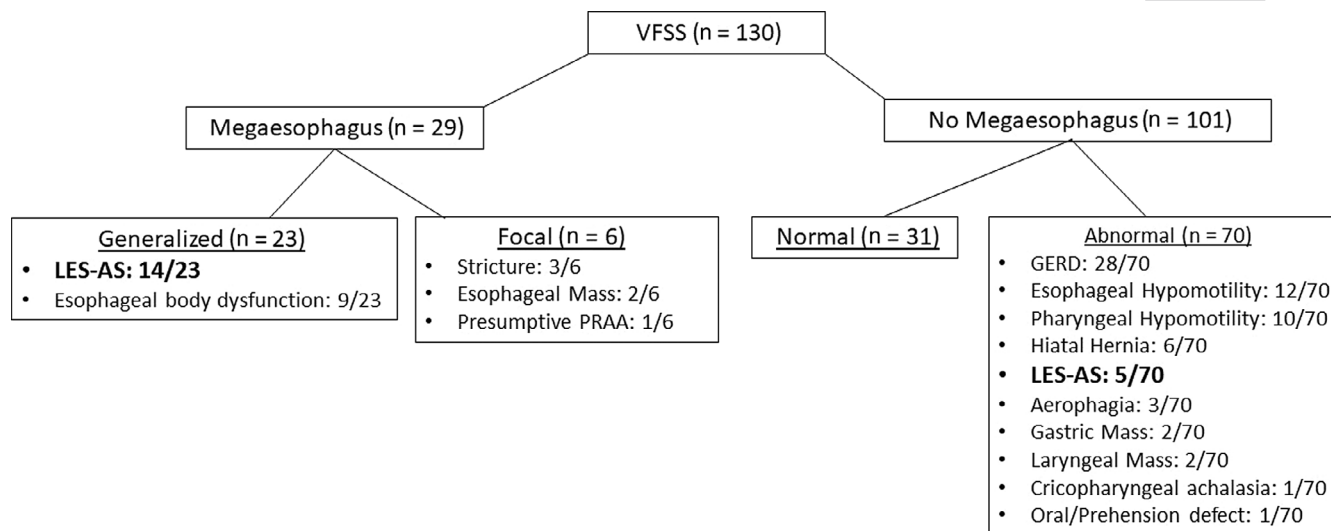 VFSS (n = 130)
Megaesophagus (n = 29)
No Megaesophagus (n = 101)
Generalized (n = 23)
• LES-AS: 14/23
• Esophageal body dysfunction: 9/23
Focal (n = 6)
• Stricture: 3/6
• Esophageal Mass: 2/6
• Presumptive PRAA: 1/6
Normal (n = 31)
Abnormal (n = 70)
• GERD: 28/70
• Esophageal Hypomotility: 12/70
• Pharyngeal Hypomotility: 10/70
• Hiatal Hernia: 6/70
• LES-AS: 5/70
• Aerophagia: 3/70
• Gastric Mass: 2/70
• Laryngeal Mass: 2/70
• Cricopharyngeal achalasia: 1/70
• Oral/Prehension defect: 1/70